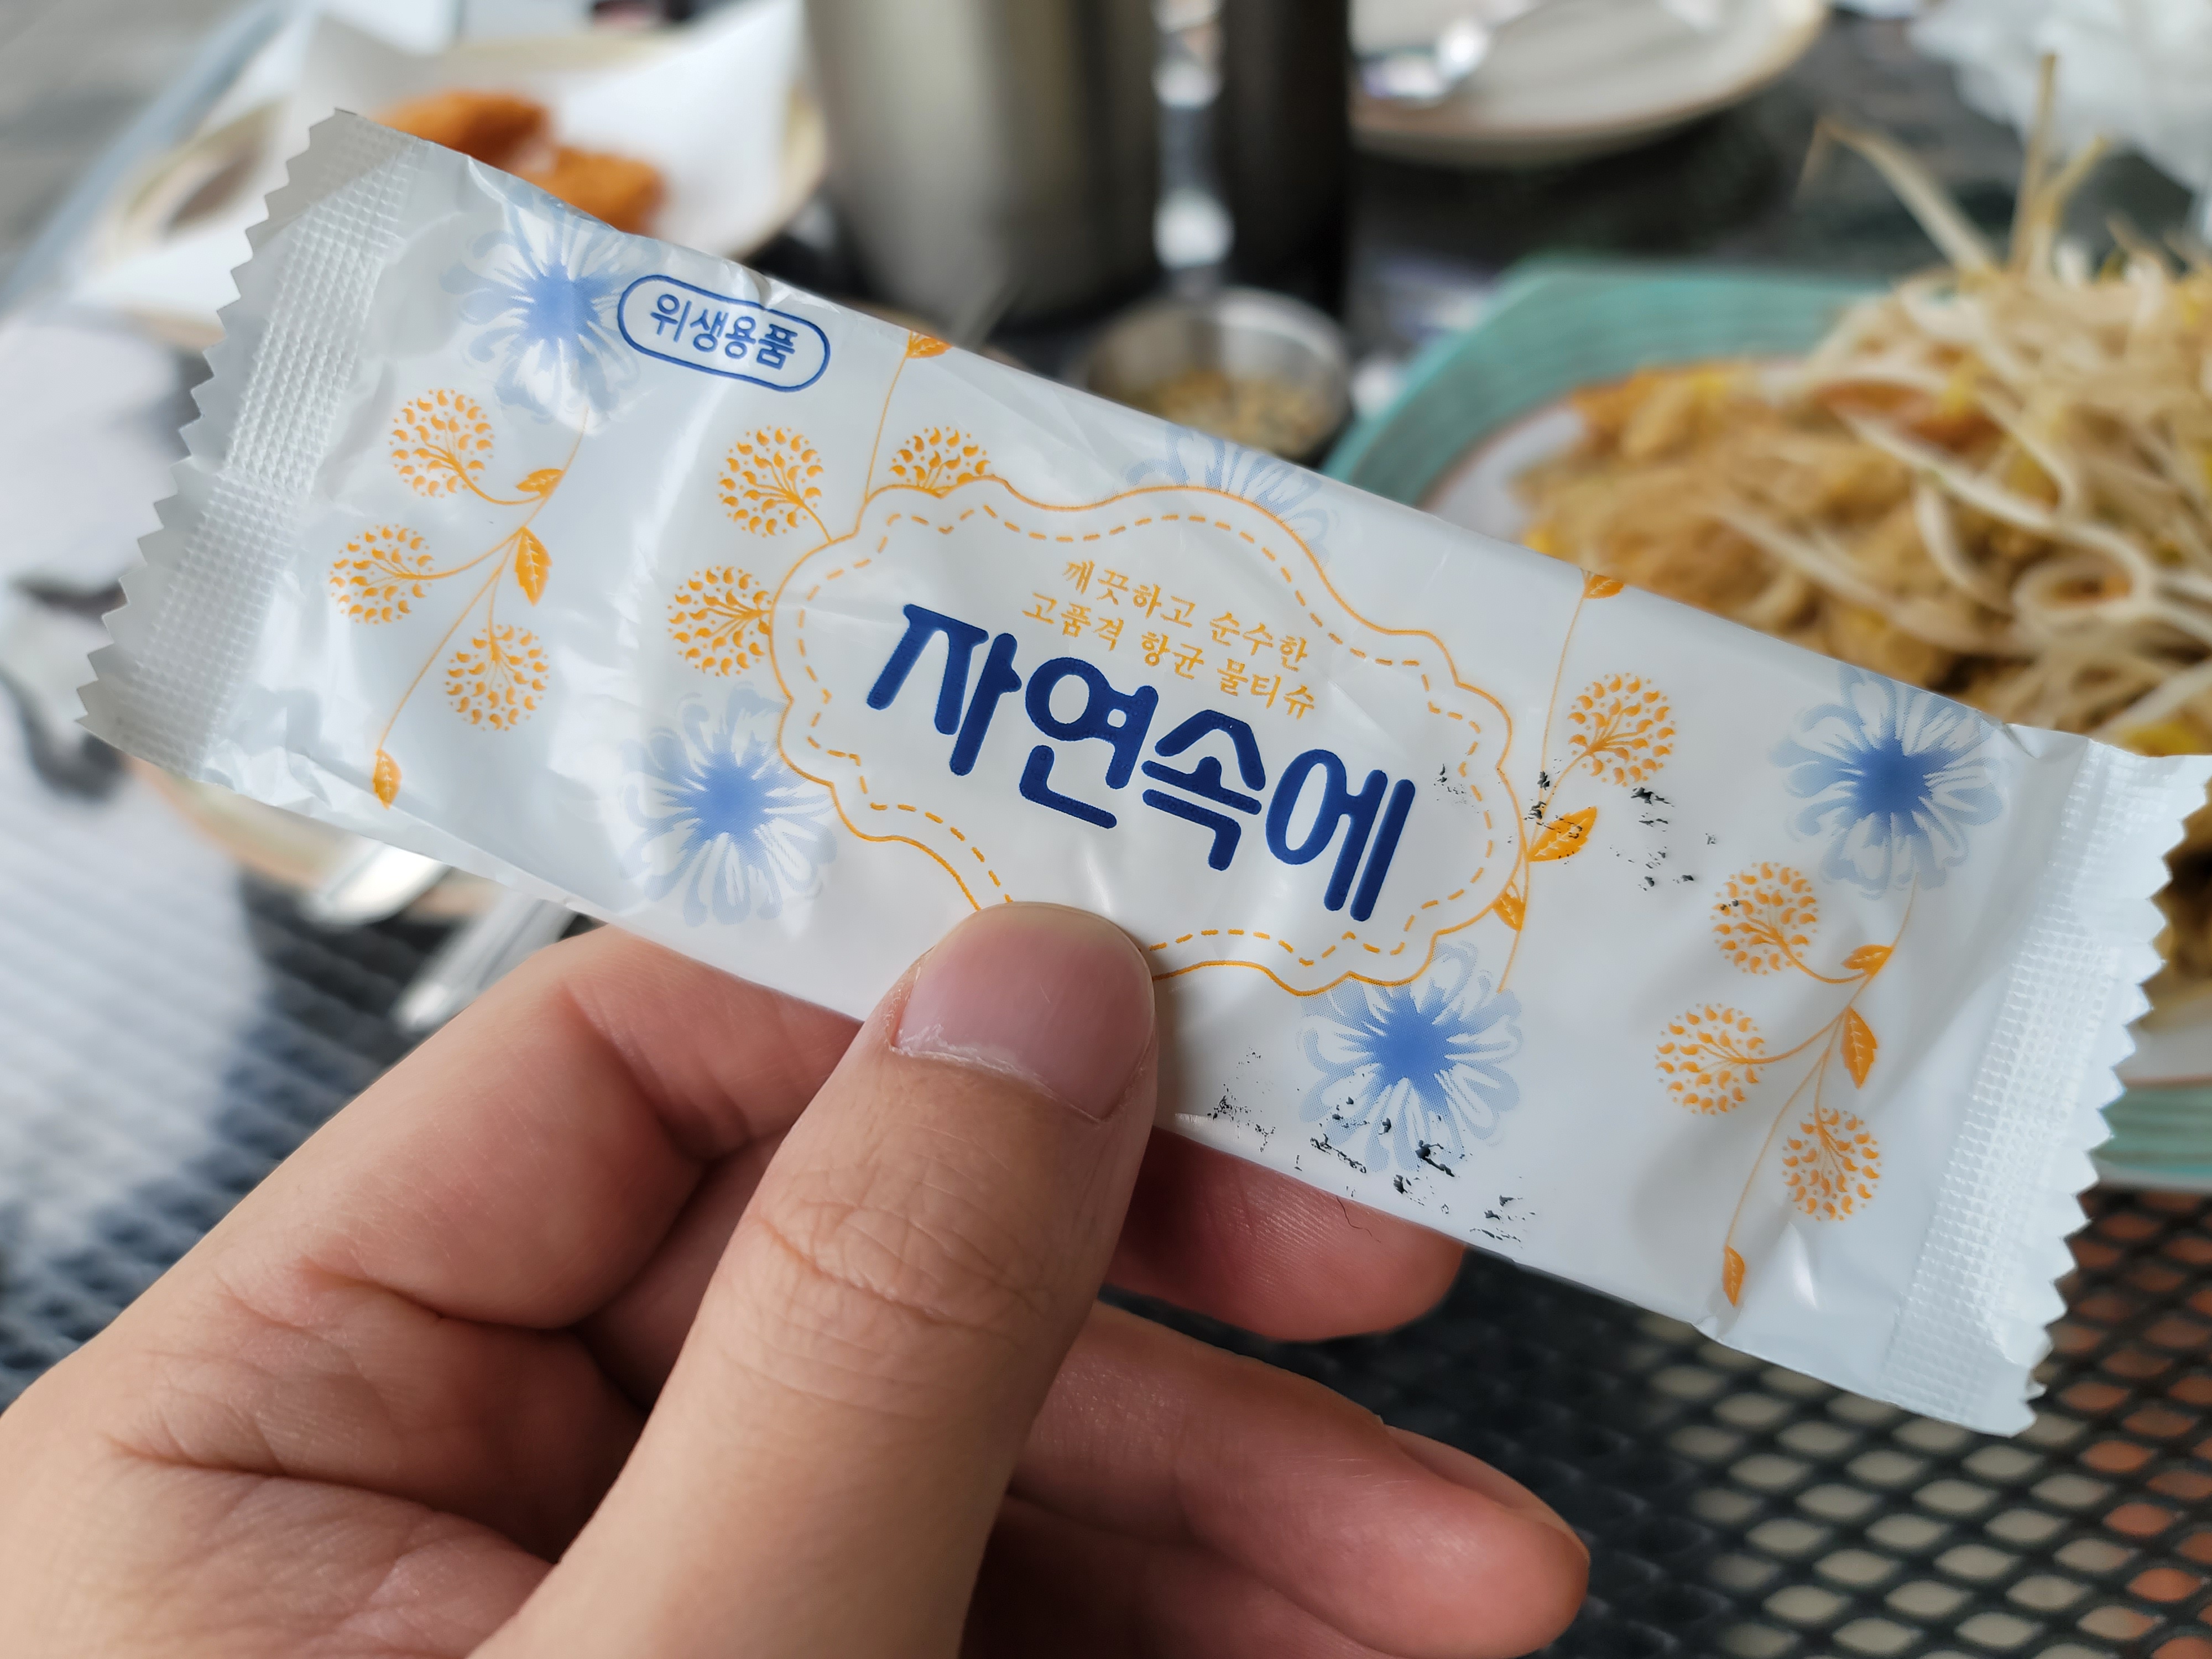 위생용품
깨끗하고 순수한
고품격 항균 물티슈
자연속에